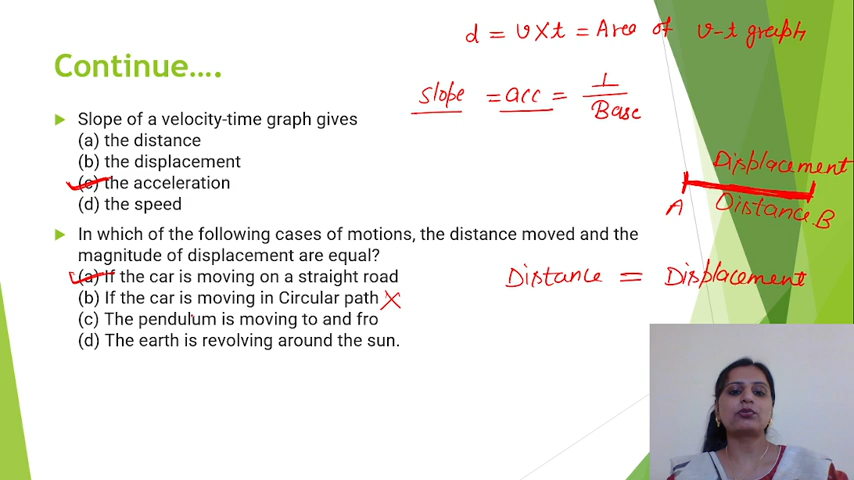 d = v×t = Area of v-t graph
Continue....
slope = acc = ⊥ / Base
Slope of a velocity-time graph gives
(a) the distance
(b) the displacement
(c) the acceleration
(d) the speed
Displacement
A Distance B
In which of the following cases of motions, the distance moved and the
magnitude of displacement are equal?
(a) If the car is moving on a straight road
Distance = Displacement
(b) If the car is moving in Circular path X
(c) The pendulum is moving to and fro
(d) The earth is revolving around the sun.